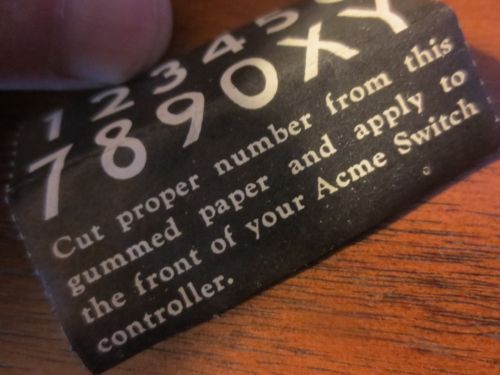 1 2 3 4 5
7 8 9 0 X Y
Cut proper number from this
gummed paper and apply to
the front of your Acme Switch
controller.